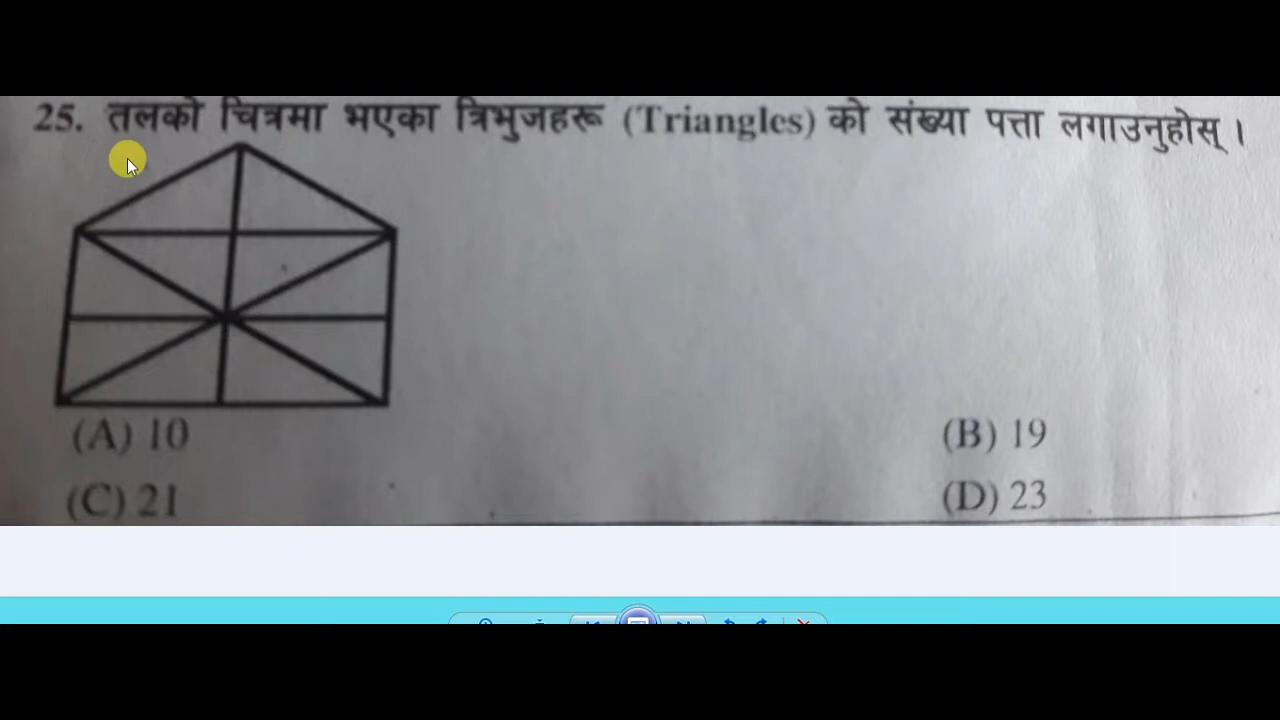 25. तलको चित्रमा भएका त्रिभुजहरू (Triangles) को संख्या पत्ता लगाउनुहोस् ।
(A) 10 (B) 19
(C) 21 (D) 23